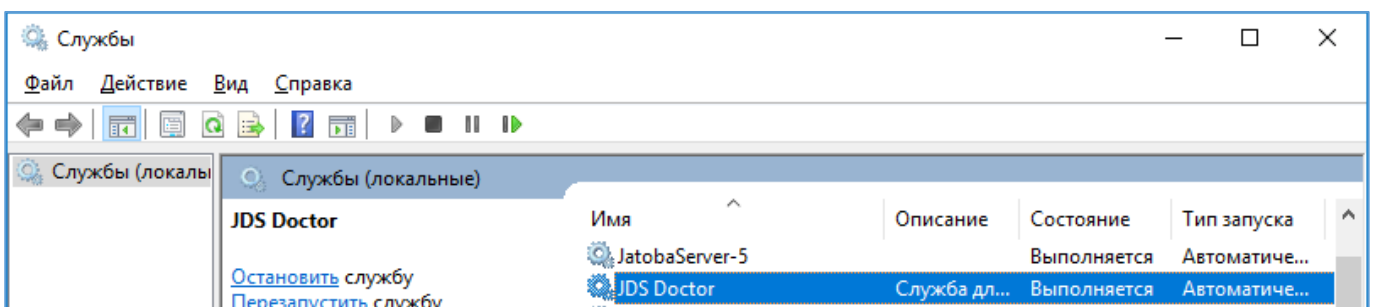 Службы
Файл Действие Вид Справка
Службы (локалы
Службы (локальные)
JDS Doctor
Остановить службу
Перезапустить службу
Имя Описание Состояние Тип запуска
JatobaServer-5 Выполняется Автоматиче...
JDS Doctor Служба дл... Выполняется Автоматиче...